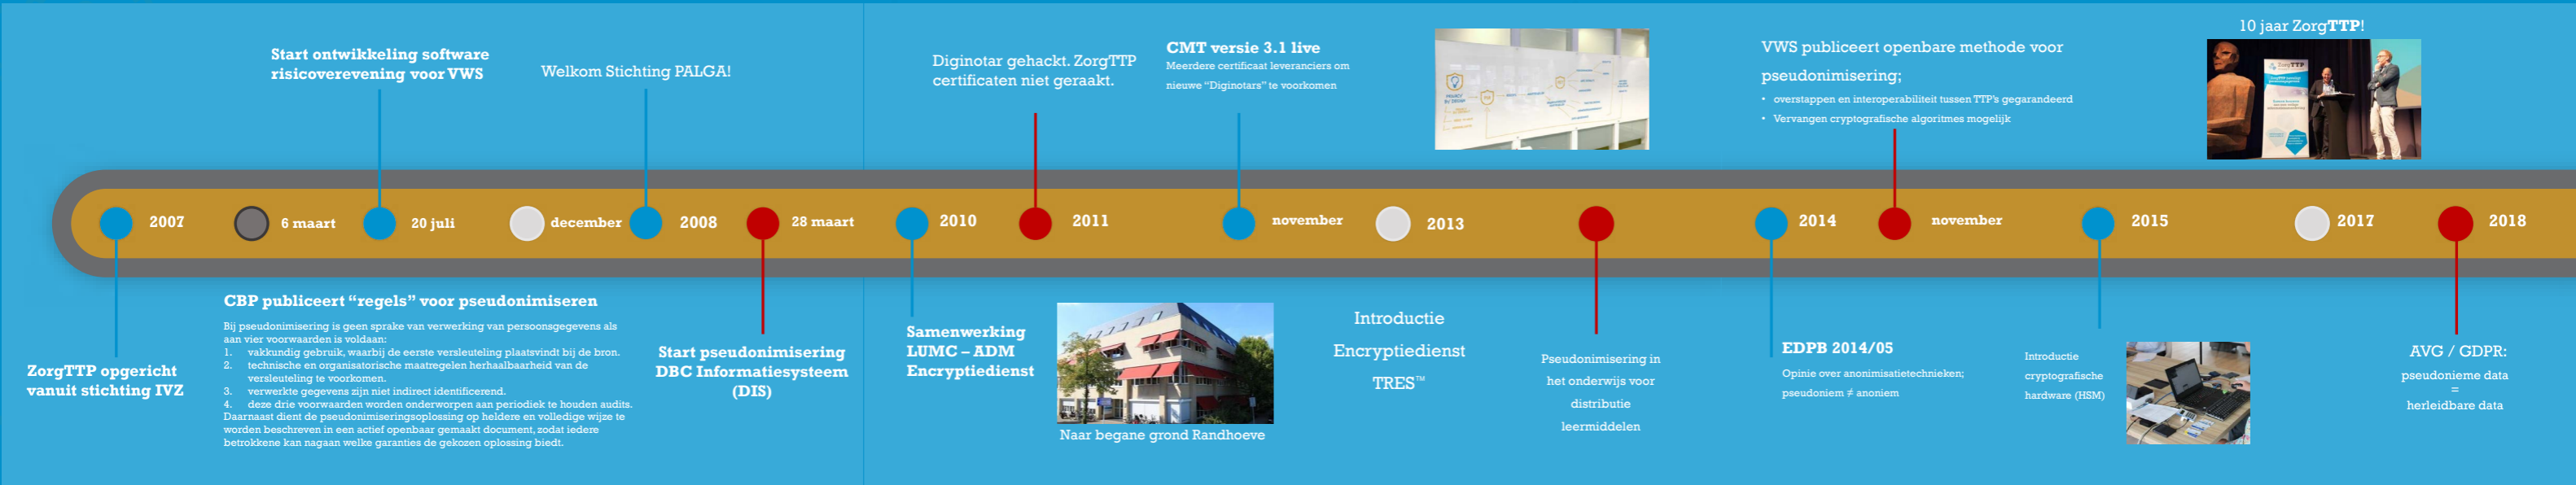 Start ontwikkeling software
risicoverevening voor VWS
Welkom Stichting PALGA!
Diginotar gehackt. ZorgTTP
certificaten niet geraakt.
CMT versie 3.1 live
Meerdere certificaat leveranciers om
nieuwe “Diginotars” te voorkomen
VWS publiceert openbare methode voor
pseudonimisering;
• overstappen en interoperabiliteit tussen TTP's gegarandeerd
• Vervangen cryptografische algoritmes mogelijk
10 jaar ZorgTTP!
ZorgTTP
2007
6 maart
20 juli
december
2008
28 maart
2010
2011
november
2013
2014
november
2015
2017
2018
ZorgTTP opgericht
vanuit stichting IVZ
CBP publiceert “regels” voor pseudonimiseren
Bij pseudonimisering is geen sprake van verwerking van persoonsgegevens als
aan vier voorwaarden is voldaan:
1. vakkundig gebruik, waarbij de eerste versleuteling plaatsvindt bij de bron.
2. technische en organisatorische maatregelen herhaalbaarheid van de
versleuteling te voorkomen.
3. verwerkte gegevens zijn niet indirect identificerend.
4. deze drie voorwaarden worden onderworpen aan periodiek te houden audits.
Daarnaast dient de pseudonimiseringsoplossing op heldere en volledige wijze te
worden beschreven in een actief openbaar gemaakt document, zodat iedere
betrokkene kan nagaan welke garanties de gekozen oplossing biedt.
Start pseudonimisering
DBC Informatiesysteem
(DIS)
Samenwerking
LUMC – ADM
Encryptiedienst
Naar begane grond Randhoeve
Introductie
Encryptiedienst
TRES™
Pseudonimisering in
het onderwijs voor
distributie
leermiddelen
EDPB 2014/05
Opinie over anonimisatietechnieken;
pseudoniem ≠ anoniem
Introductie
cryptografische
hardware (HSM)
AVG / GDPR:
pseudonieme data
=
herleidbare data